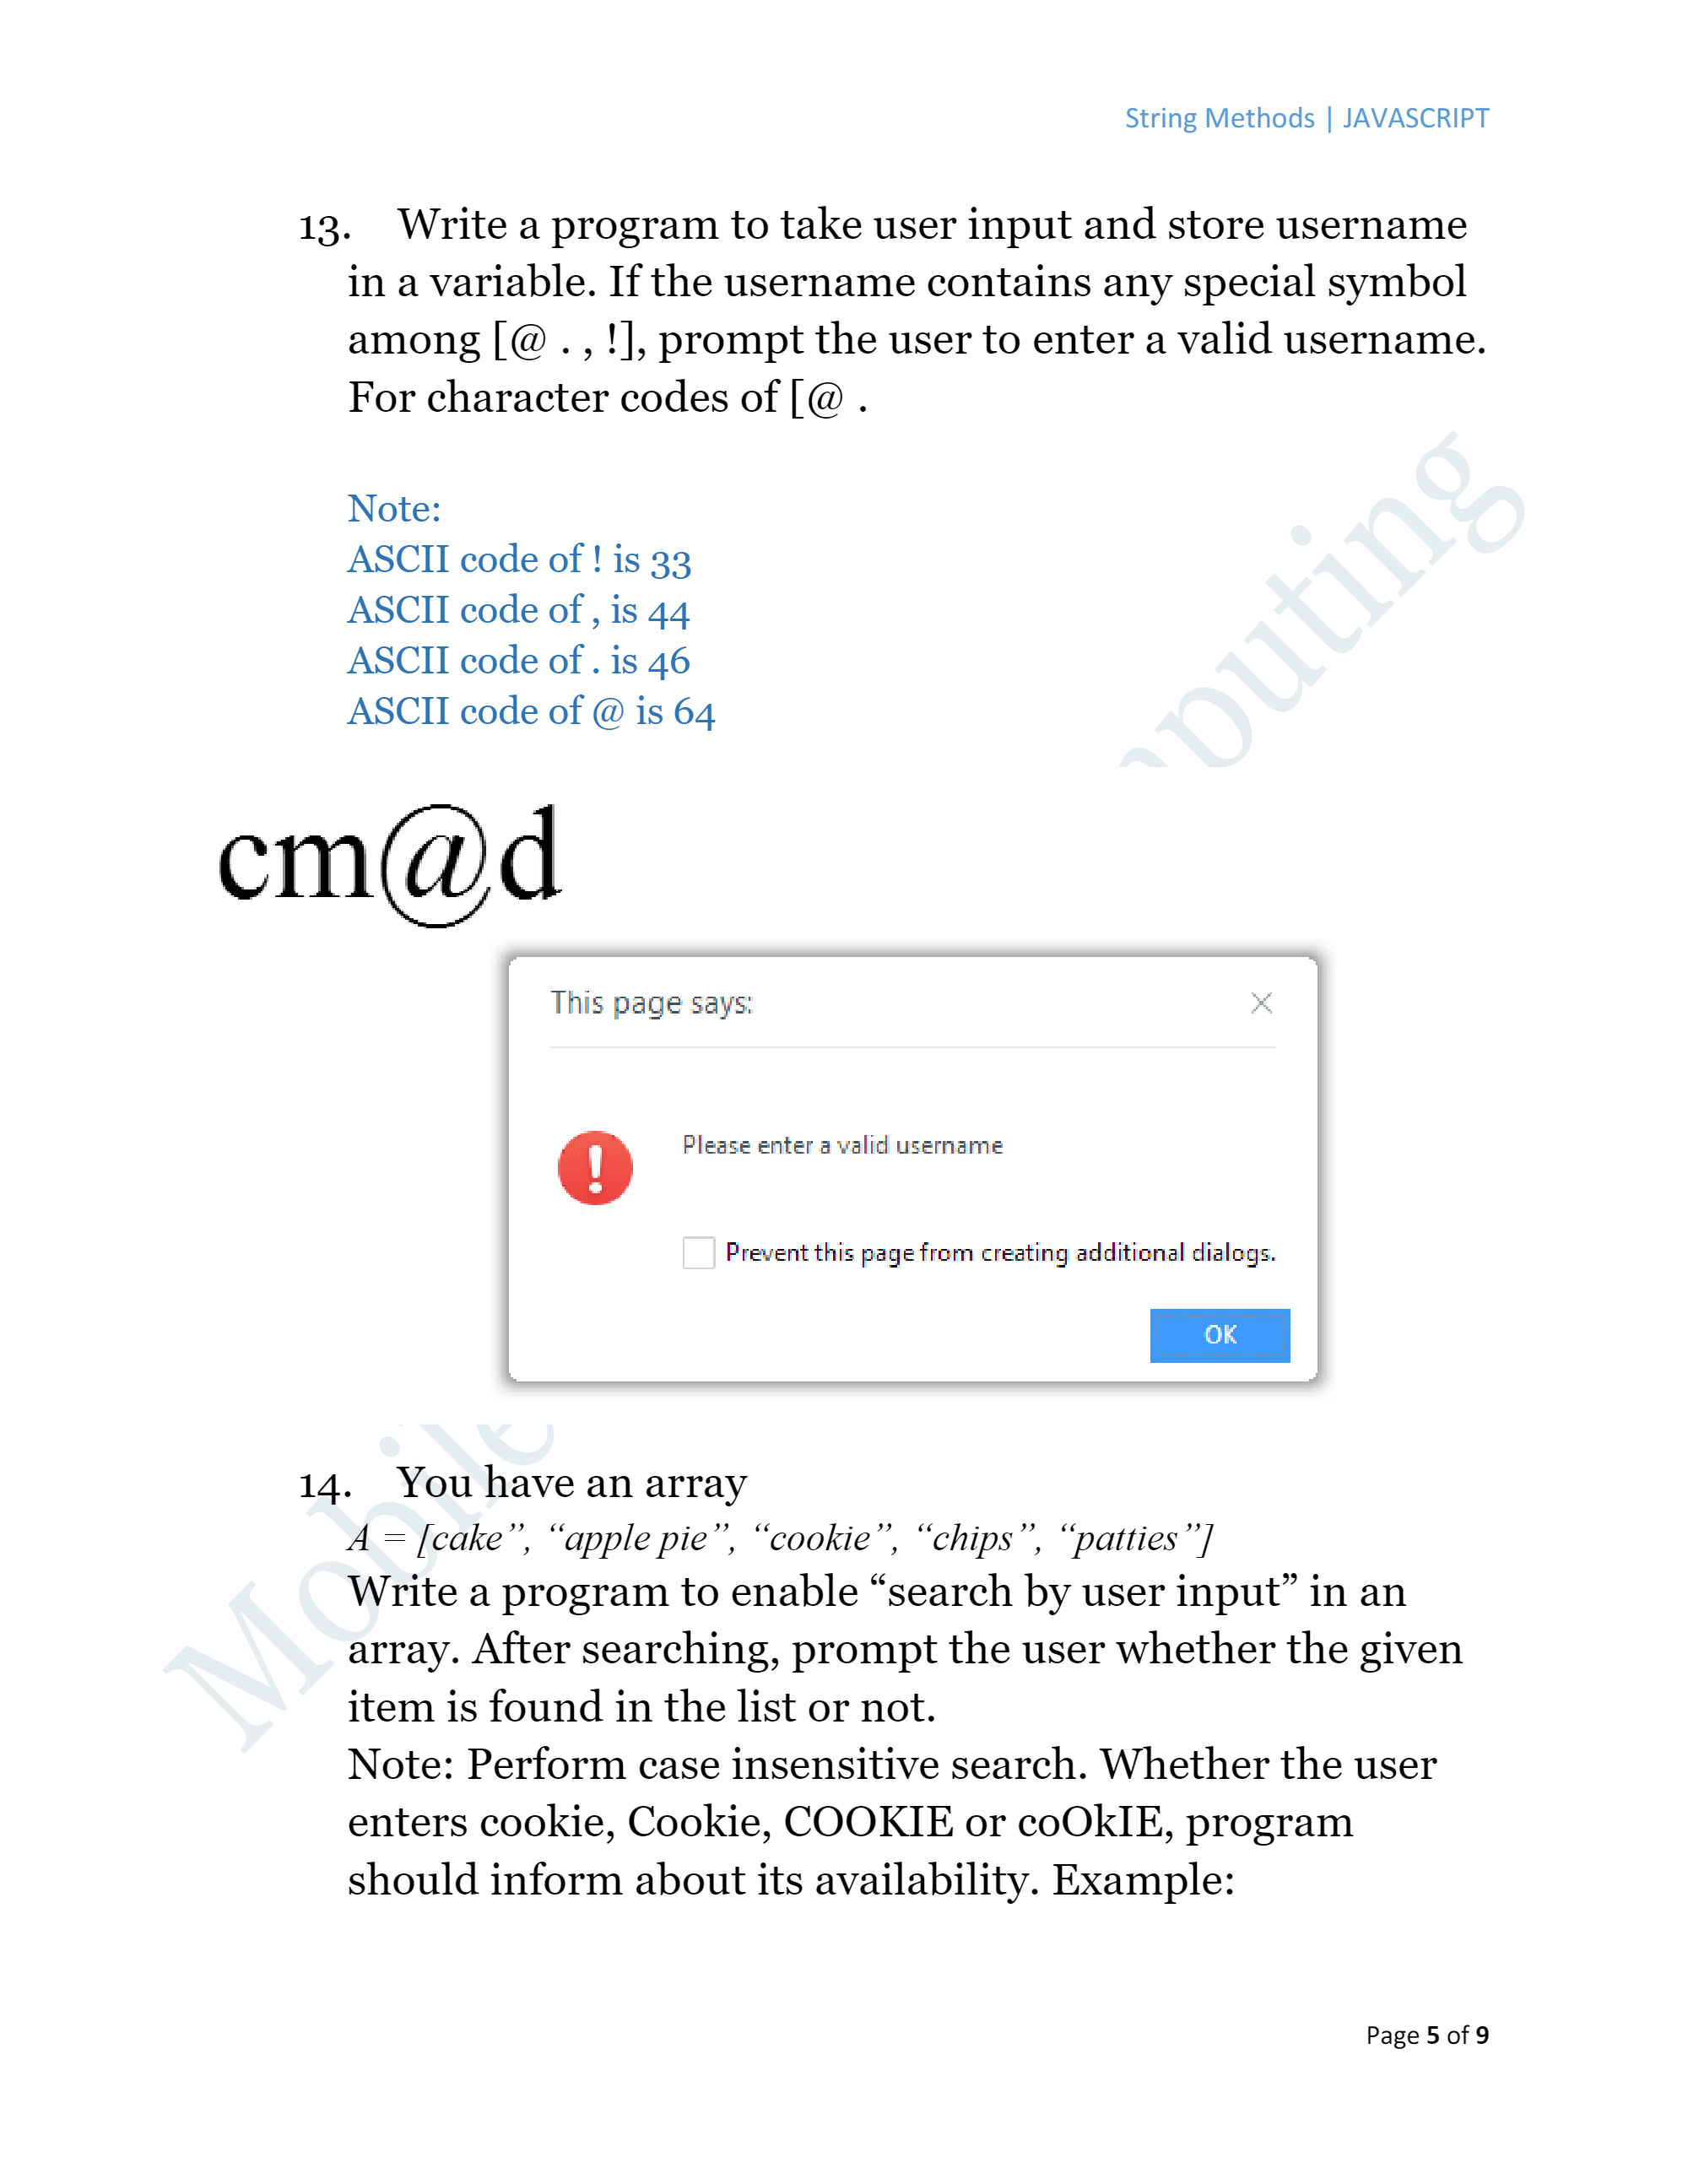 String Methods | JAVASCRIPT
13. Write a program to take user input and store username
in a variable. If the username contains any special symbol
among [@ . , !], prompt the user to enter a valid username.
For character codes of [@ .
Note:
ASCII code of ! is 33
ASCII code of , is 44
ASCII code of . is 46
ASCII code of @ is 64
cm@d
This page says:
Please enter a valid username
Prevent this page from creating additional dialogs.
OK
14. You have an array
A = [cake”, “apple pie”, “cookie”, “chips”, “patties”]
Write a program to enable “search by user input” in an
array. After searching, prompt the user whether the given
item is found in the list or not.
Note: Perform case insensitive search. Whether the user
enters cookie, Cookie, COOKIE or coOkIE, program
should inform about its availability. Example:
Page 5 of 9